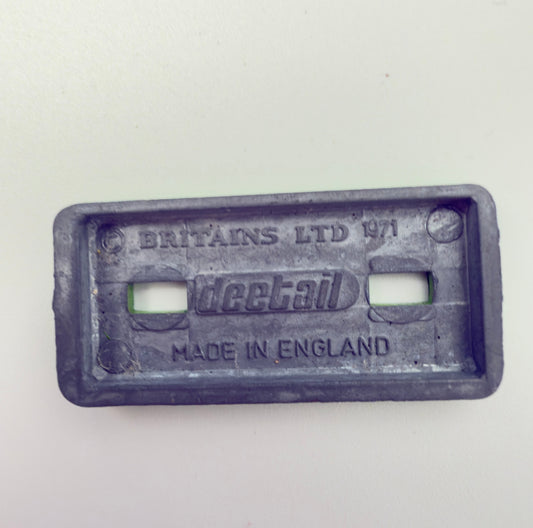 © BRITAINS LTD 1971
deetail
MADE IN ENGLAND